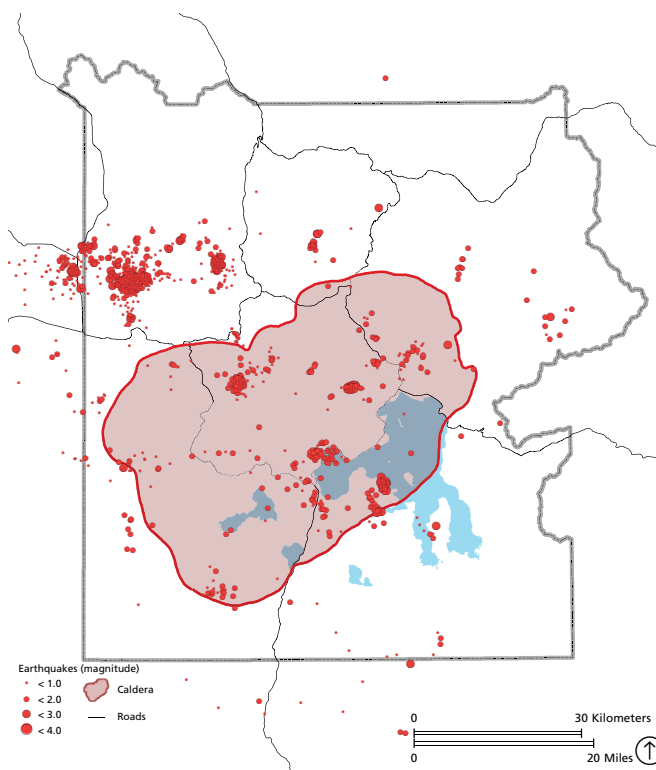 Earthquakes (magnitude)
< 1.0
< 2.0
< 3.0
< 4.0
Caldera
Roads
0 30 Kilometers
0 20 Miles